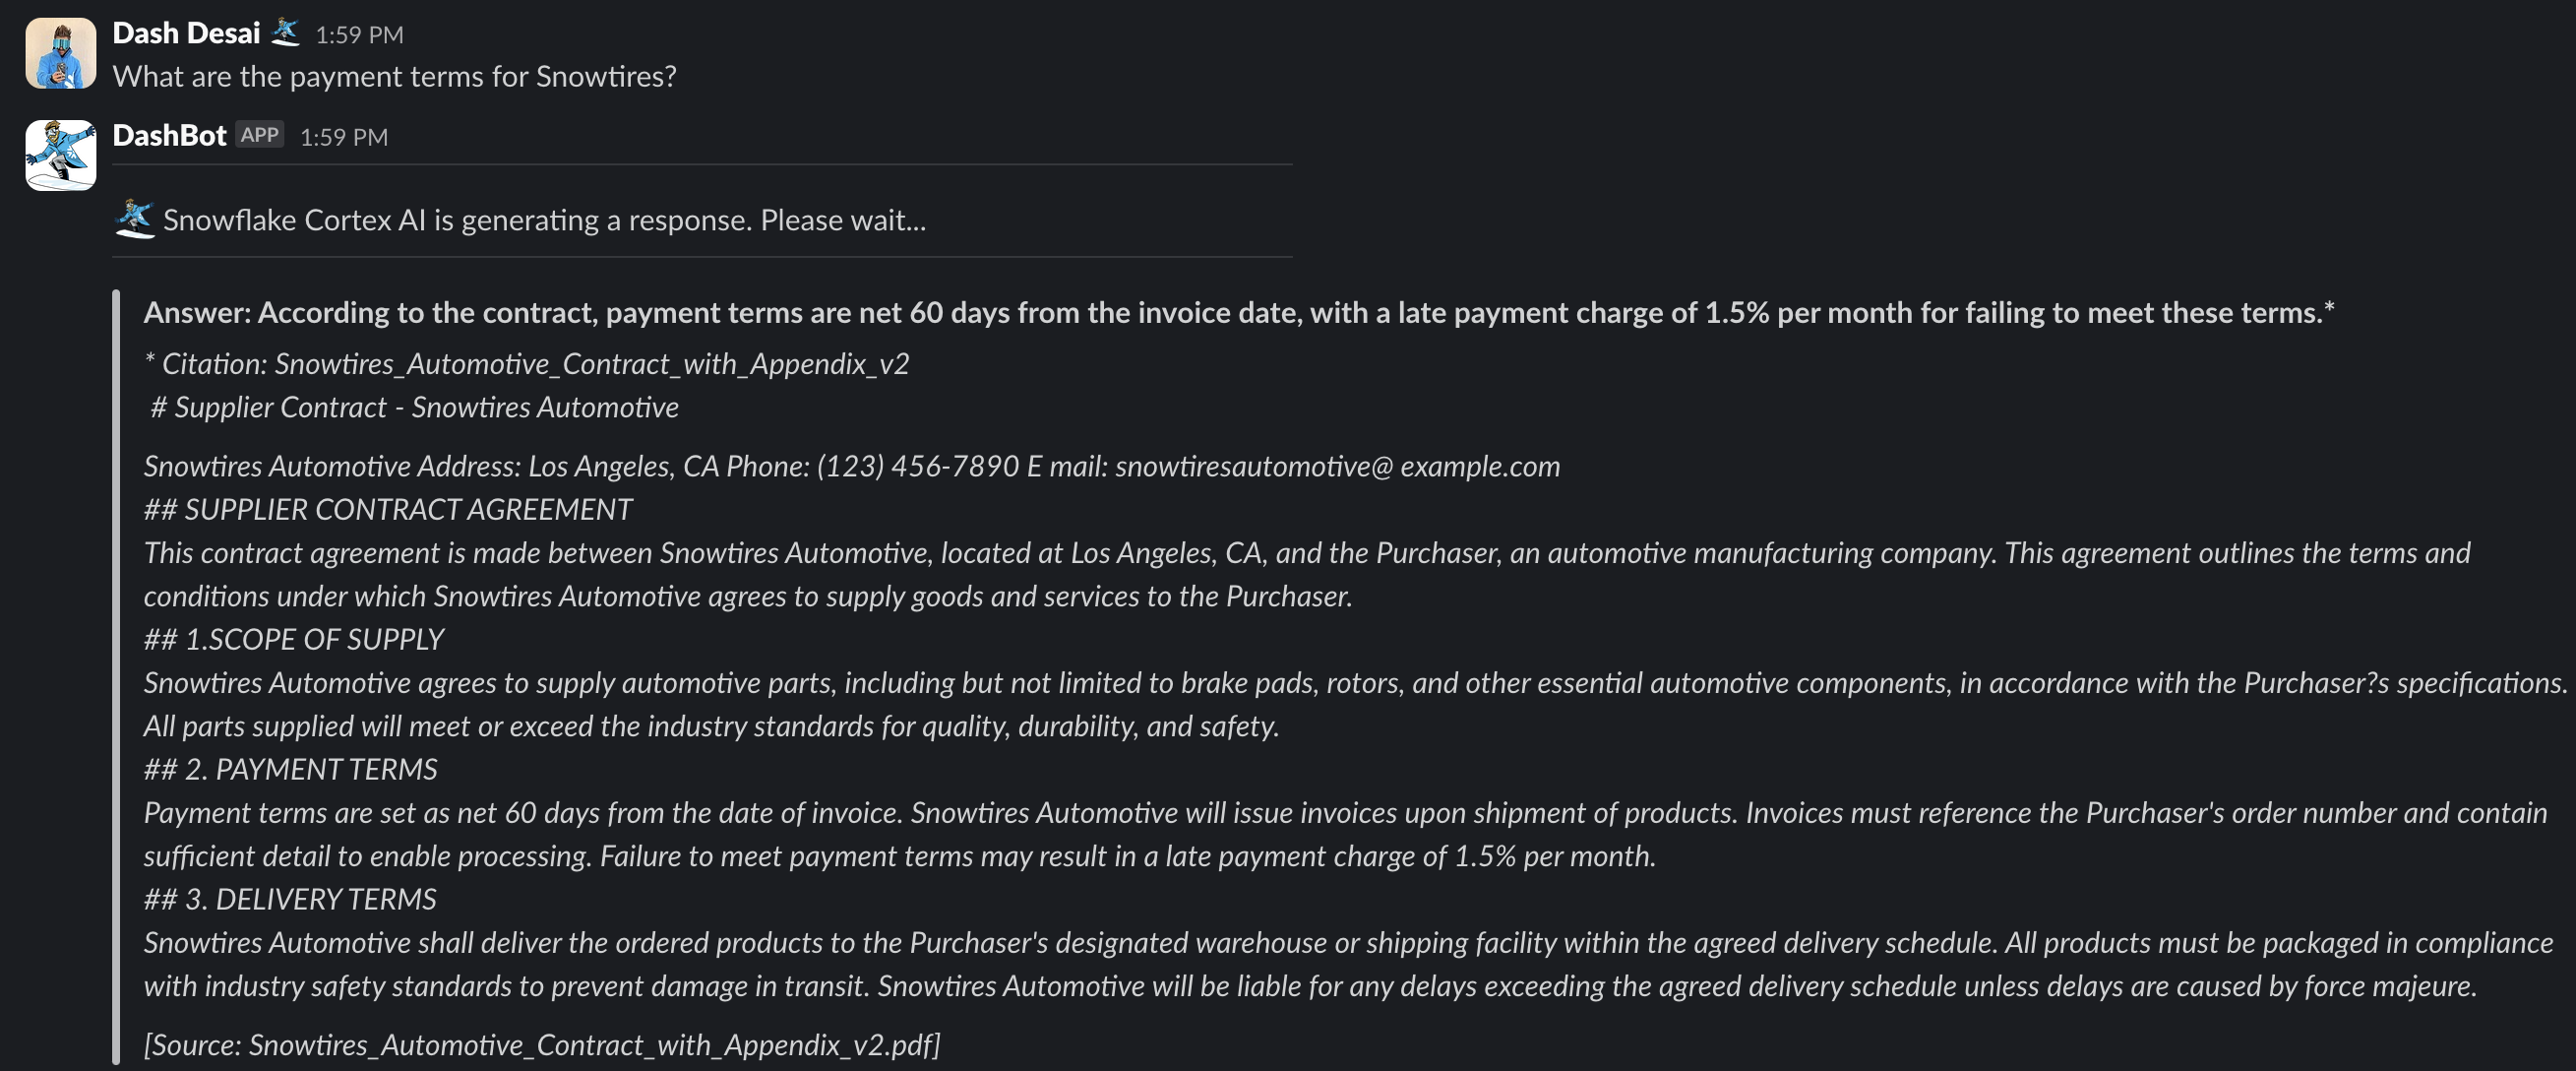 Dash Desai 1:59 PM
What are the payment terms for Snowtires?
DashBot APP 1:59 PM
Snowflake Cortex AI is generating a response. Please wait...
Answer: According to the contract, payment terms are net 60 days from the invoice date, with a late payment charge of 1.5% per month for failing to meet these terms.*
* Citation: Snowtires_Automotive_Contract_with_Appendix_v2
# Supplier Contract - Snowtires Automotive
Snowtires Automotive Address: Los Angeles, CA Phone: (123) 456-7890 E mail: snowtiresautomotive@ example.com
## SUPPLIER CONTRACT AGREEMENT
This contract agreement is made between Snowtires Automotive, located at Los Angeles, CA, and the Purchaser, an automotive manufacturing company. This agreement outlines the terms and
conditions under which Snowtires Automotive agrees to supply goods and services to the Purchaser.
## 1.SCOPE OF SUPPLY
Snowtires Automotive agrees to supply automotive parts, including but not limited to brake pads, rotors, and other essential automotive components, in accordance with the Purchaser?s specifications.
All parts supplied will meet or exceed the industry standards for quality, durability, and safety.
## 2. PAYMENT TERMS
Payment terms are set as net 60 days from the date of invoice. Snowtires Automotive will issue invoices upon shipment of products. Invoices must reference the Purchaser's order number and contain
sufficient detail to enable processing. Failure to meet payment terms may result in a late payment charge of 1.5% per month.
## 3. DELIVERY TERMS
Snowtires Automotive shall deliver the ordered products to the Purchaser's designated warehouse or shipping facility within the agreed delivery schedule. All products must be packaged in compliance
with industry safety standards to prevent damage in transit. Snowtires Automotive will be liable for any delays exceeding the agreed delivery schedule unless delays are caused by force majeure.
[Source: Snowtires_Automotive_Contract_with_Appendix_v2.pdf]